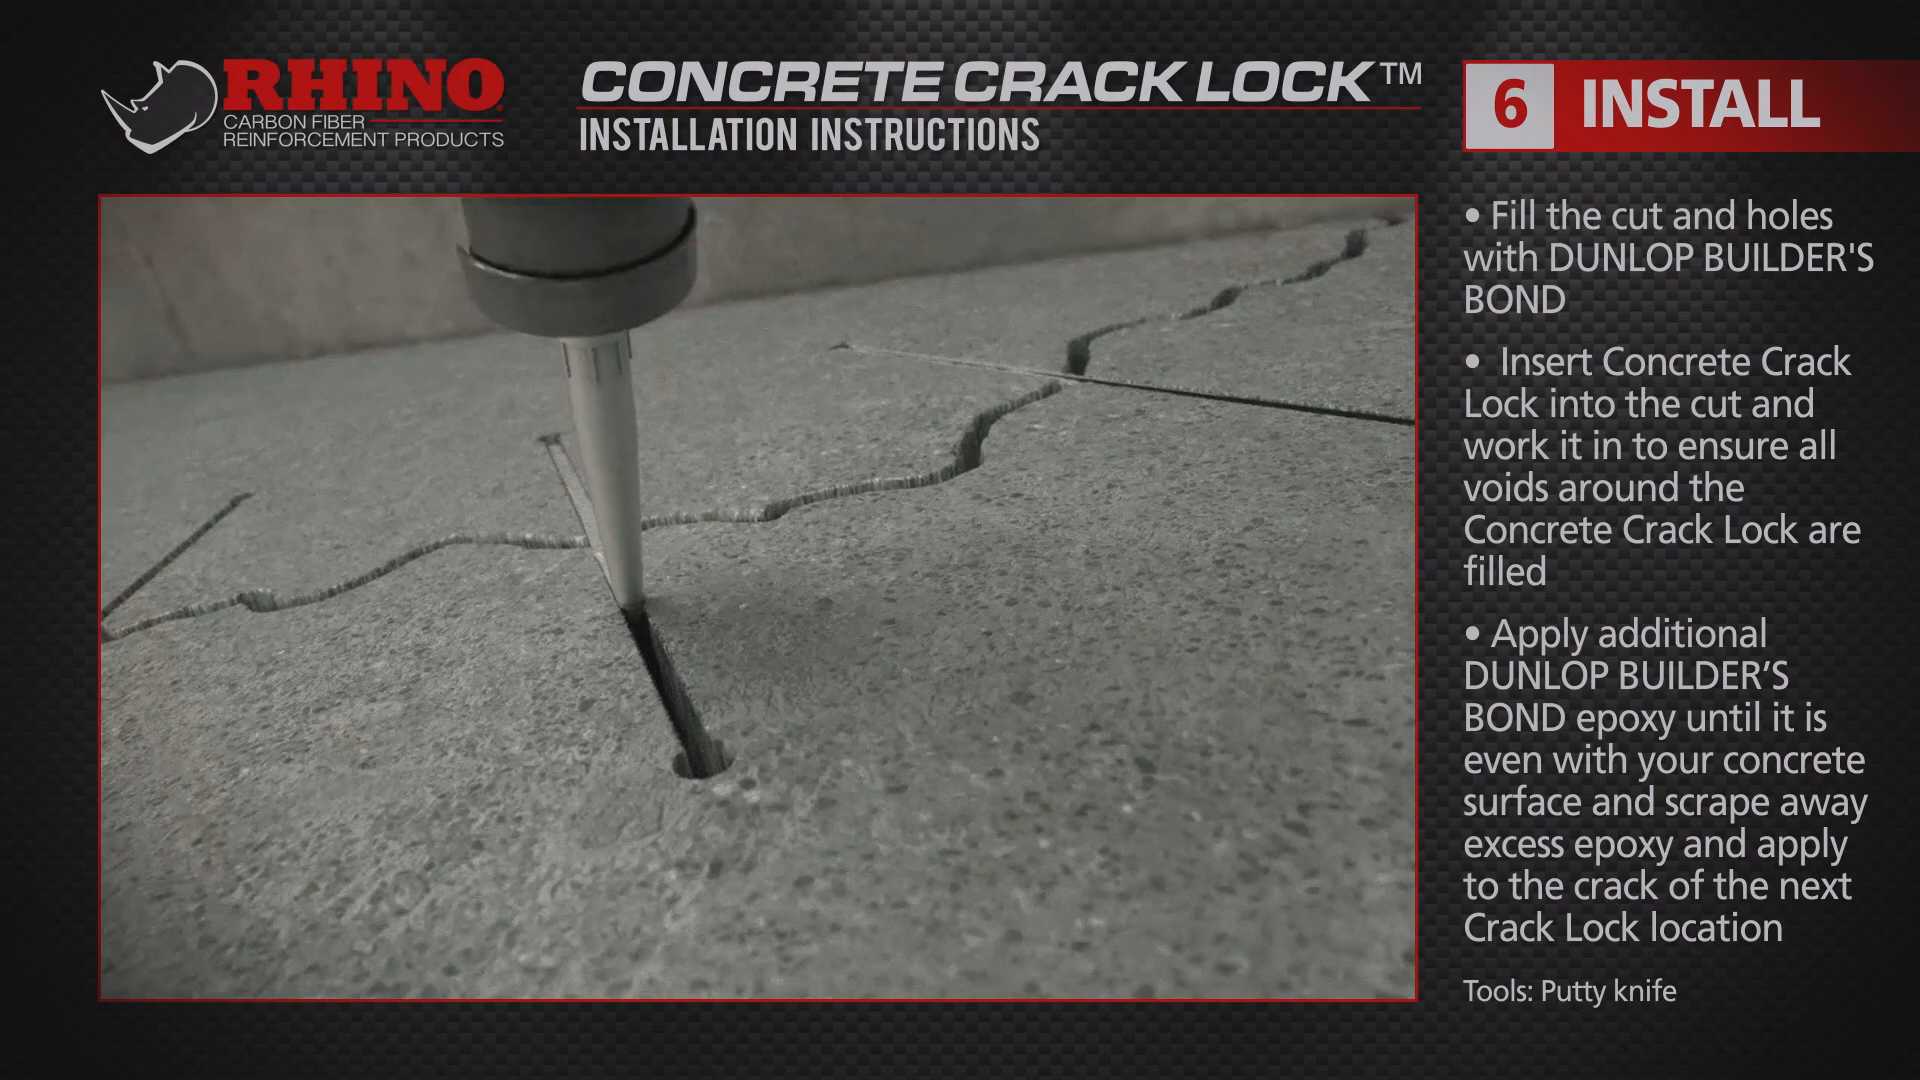 RHINO
CARBON FIBER
REINFORCEMENT PRODUCTS
CONCRETE CRACK LOCK™
INSTALLATION INSTRUCTIONS
6 INSTALL
• Fill the cut and holes
with DUNLOP BUILDER'S
BOND
• Insert Concrete Crack
Lock into the cut and
work it in to ensure all
voids around the
Concrete Crack Lock are
filled
• Apply additional
DUNLOP BUILDER’S
BOND epoxy until it is
even with your concrete
surface and scrape away
excess epoxy and apply
to the crack of the next
Crack Lock location
Tools: Putty knife